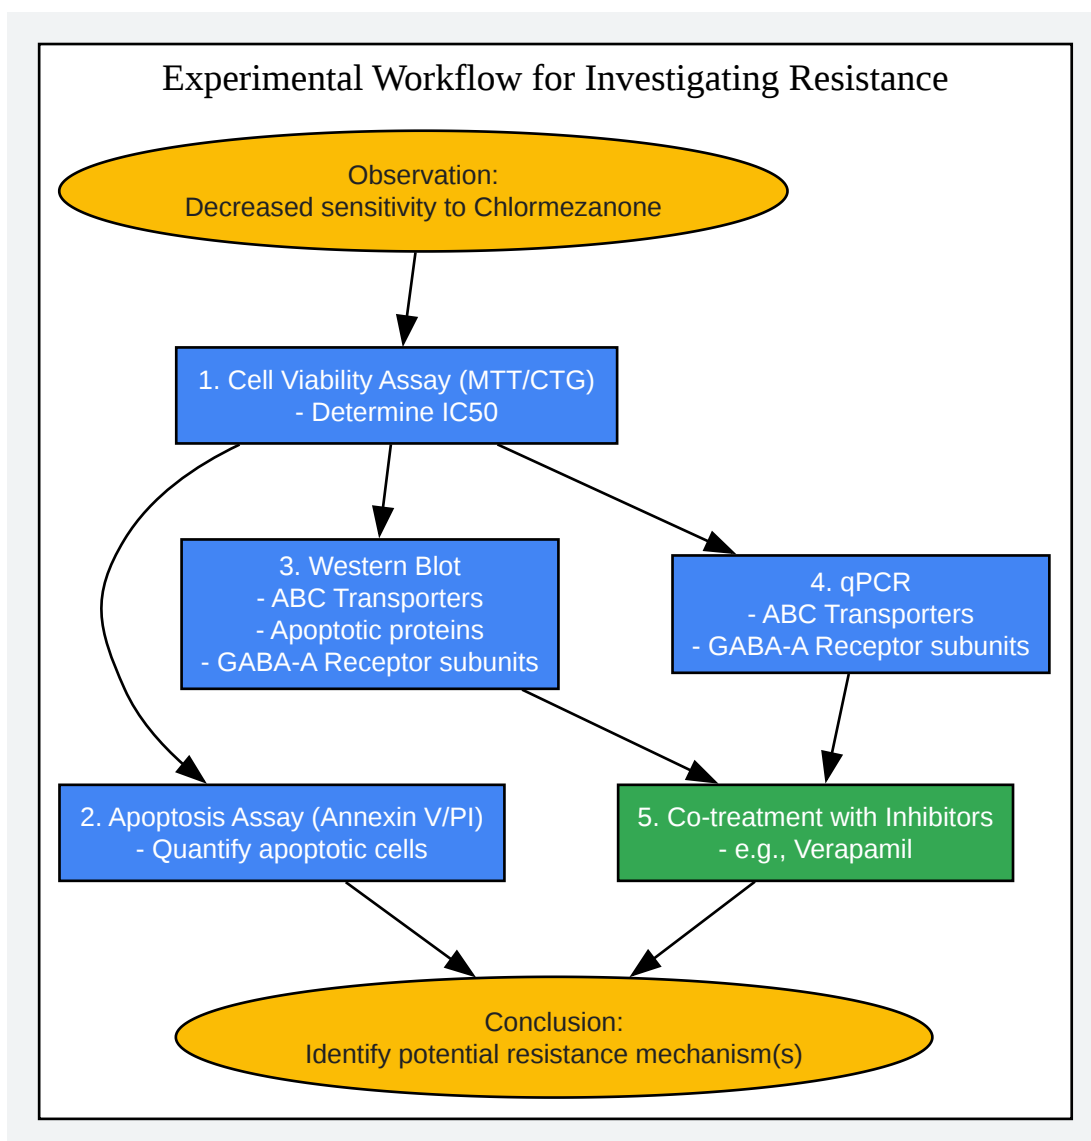 Experimental Workflow for Investigating Resistance
Observation:
Decreased sensitivity to Chlormezanone
1. Cell Viability Assay (MTT/CTG)
- Determine IC50
3. Western Blot
- ABC Transporters
- Apoptotic proteins
- GABA-A Receptor subunits
4. qPCR
- ABC Transporters
- GABA-A Receptor subunits
2. Apoptosis Assay (Annexin V/PI)
- Quantify apoptotic cells
5. Co-treatment with Inhibitors
- e.g., Verapamil
Conclusion:
Identify potential resistance mechanism(s)